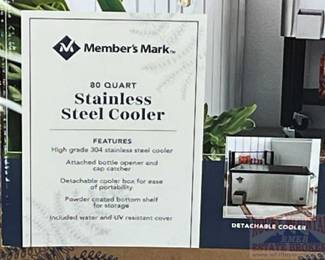 Member's Mark™
80 QUART
Stainless
Steel Cooler
FEATURES
High grade 304 stainless steel cooler
Attached bottle opener and
cap catcher
Detachable cooler box for ease
of portability
Powder coated bottom shelf
for storage
Included water and UV resistant cover
DETACHABLE COOLER